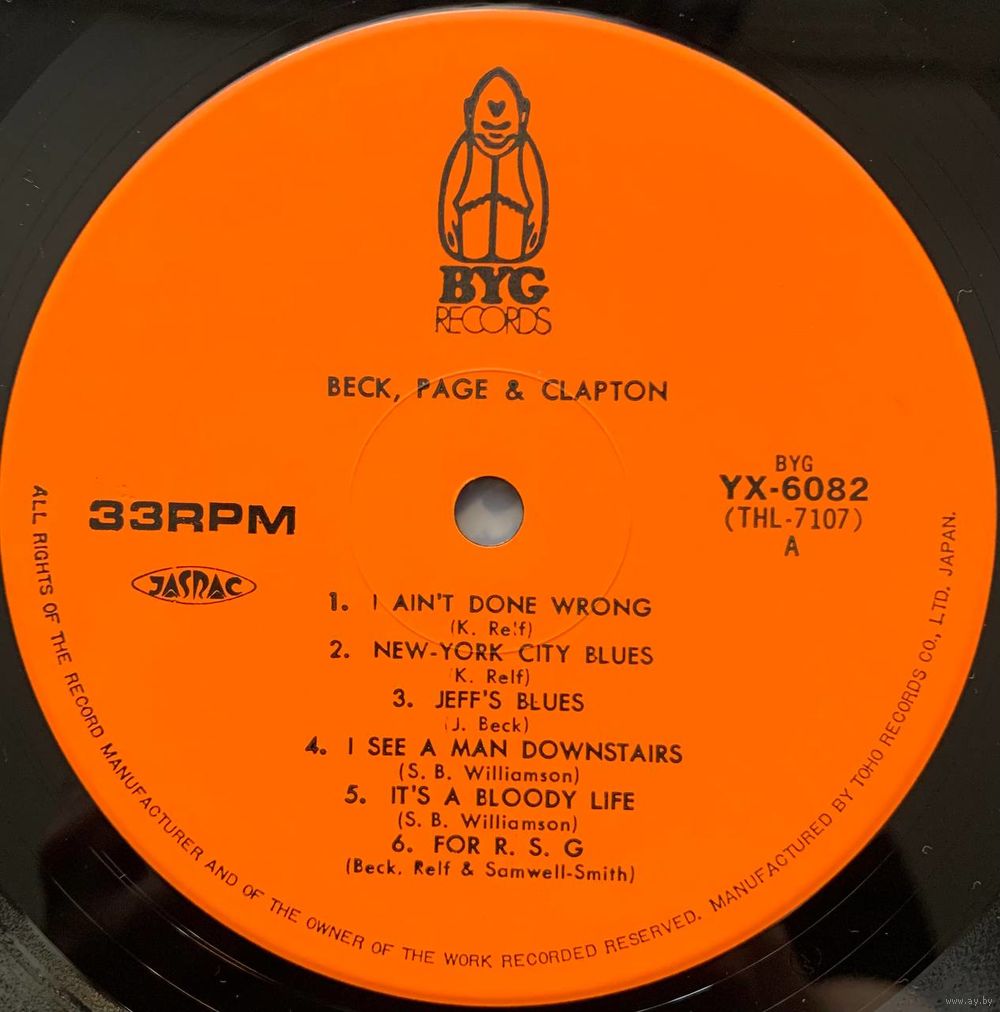 BYG
RECORDS
BECK, PAGE & CLAPTON
33RPM
JASRAC
BYG
YX-6082
(THL-7107)
A
1. I AIN'T DONE WRONG
(K. Relf)
2. NEW-YORK CITY BLUES
(K. Relf)
3. JEFF'S BLUES
(J. Beck)
4. I SEE A MAN DOWNSTAIRS
(S. B. Williamson)
5. IT'S A BLOODY LIFE
(S. B. Williamson)
6. FOR R. S. G
(Beck. Relf & Samwell-Smith)
ALL RIGHTS OF THE RECORD MANUFACTURER AND OF THE OWNER OF THE WORK RECORDED RESERVED. MANUFACTURED BY TOHO RECORDS CO., LTD. JAPAN.
www.ay.by